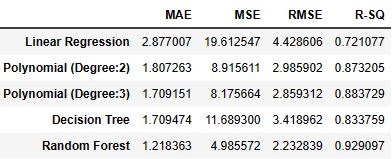 MAE MSE RMSE R-SQ
Linear Regression 2.877007 19.612547 4.428606 0.721077
Polynomial (Degree:2) 1.807263 8.915611 2.985902 0.873205
Polynomial (Degree:3) 1.709151 8.175664 2.859312 0.883729
Decision Tree 1.709474 11.689300 3.418962 0.833759
Random Forest 1.218363 4.985572 2.232839 0.929097